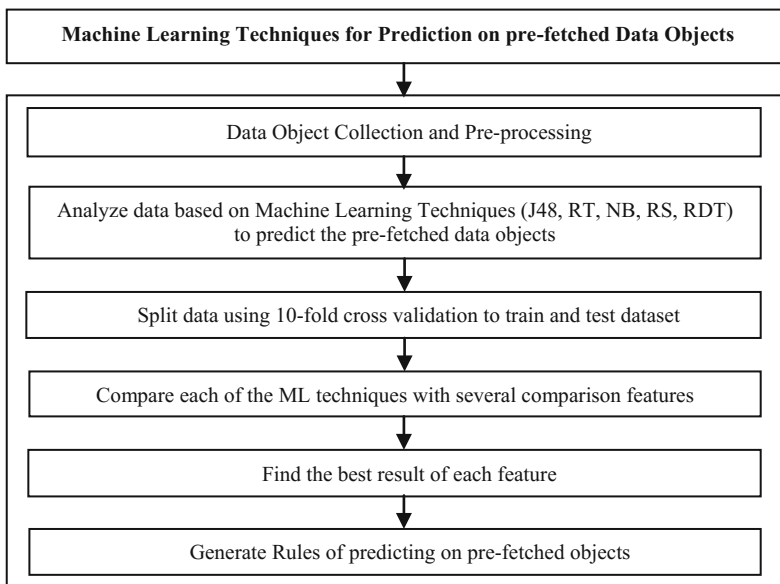 Machine Learning Techniques for Prediction on pre-fetched Data Objects
Data Object Collection and Pre-processing
Analyze data based on Machine Learning Techniques (J48, RT, NB, RS, RDT)
to predict the pre-fetched data objects
Split data using 10-fold cross validation to train and test dataset
Compare each of the ML techniques with several comparison features
Find the best result of each feature
Generate Rules of predicting on pre-fetched objects